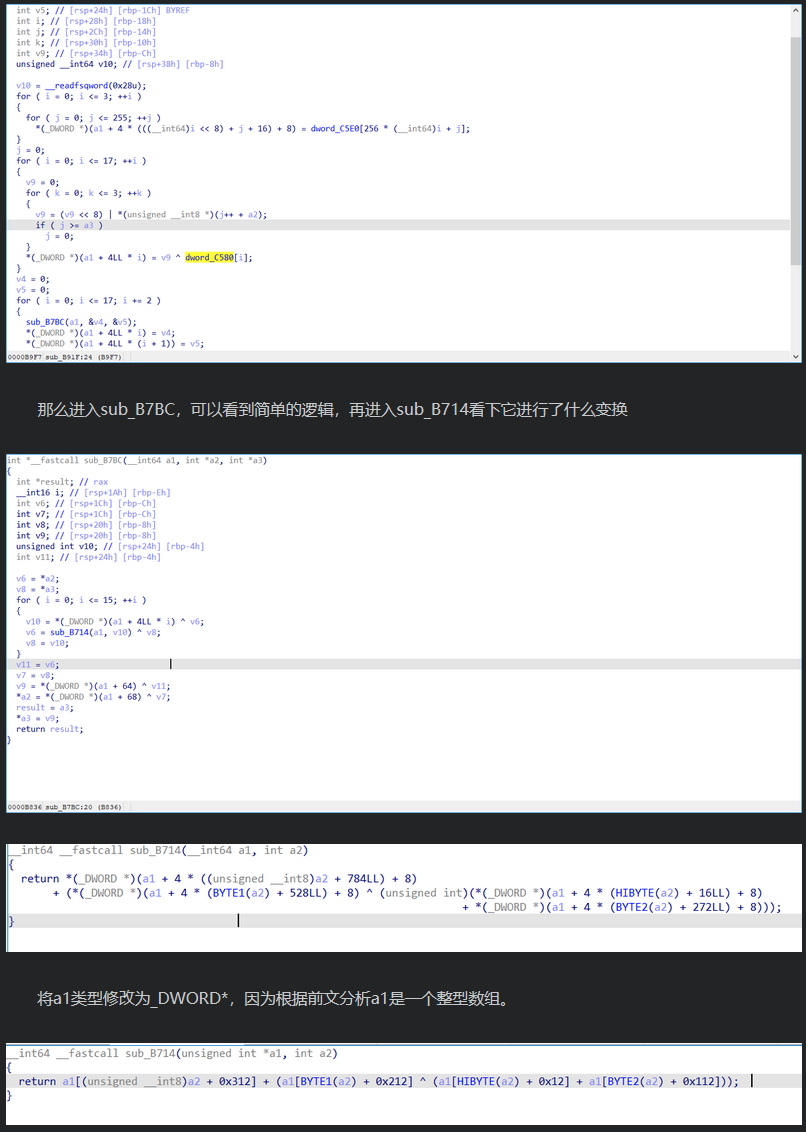 int v5; // [rsp+24h] [rbp-1Ch] BYREF
int i; // [rsp+28h] [rbp-18h]
int j; // [rsp+2Ch] [rbp-14h]
int k; // [rsp+30h] [rbp-10h]
int v9; // [rsp+34h] [rbp-Ch]
unsigned __int64 v10; // [rsp+38h] [rbp-8h]
v10 = __readfsqword(0x28u);
for ( i = 0; i <= 3; ++i )
{
for ( j = 0; j <= 255; ++j )
*(_DWORD *)(a1 + 4 * (((__int64)i << 8) + j + 16) + 8) = dword_C5E0[256 * (__int64)i + j];
}
j = 0;
for ( i = 0; i <= 17; ++i )
{
v9 = 0;
for ( k = 0; k <= 3; ++k )
{
v9 = (v9 << 8) | *(unsigned __int8 *)(j++ + a2);
if ( j >= a3 )
j = 0;
}
*(_DWORD *)(a1 + 4LL * i) = v9 ^ dword_C580[i];
}
v4 = 0;
v5 = 0;
for ( i = 0; i <= 17; i += 2 )
{
sub_B7BC(a1, &v4, &v5);
*(_DWORD *)(a1 + 4LL * i) = v4;
*(_DWORD *)(a1 + 4LL * (i + 1)) = v5;
0000B9F7 sub_B91F:24 (B9F7)
那么进入sub_B7BC，可以看到简单的逻辑，再进入sub_B714看下它进行了什么变换
int *__fastcall sub_B7BC(__int64 a1, int *a2, int *a3)
{
int *result; // rax
__int16 i; // [rsp+1Ah] [rbp-Eh]
int v6; // [rsp+1Ch] [rbp-Ch]
int v7; // [rsp+1Ch] [rbp-Ch]
int v8; // [rsp+20h] [rbp-8h]
int v9; // [rsp+20h] [rbp-8h]
unsigned int v10; // [rsp+24h] [rbp-4h]
int v11; // [rsp+24h] [rbp-4h]
v6 = *a2;
v8 = *a3;
for ( i = 0; i <= 15; ++i )
{
v10 = *(_DWORD *)(a1 + 4LL * i) ^ v6;
v6 = sub_B714(a1, v10) ^ v8;
v8 = v10;
}
v11 = v6;
v7 = v8;
v9 = *(_DWORD *)(a1 + 64) ^ v11;
*a2 = *(_DWORD *)(a1 + 68) ^ v7;
result = a3;
*a3 = v9;
return result;
}
0000B836 sub_B7BC:20 (B836)
__int64 __fastcall sub_B714(__int64 a1, int a2)
{
return *(_DWORD *)(a1 + 4 * ((unsigned __int8)a2 + 784LL) + 8)
+ (*(_DWORD *)(a1 + 4 * (BYTE1(a2) + 528LL) + 8) ^ (unsigned int)(*(_DWORD *)(a1 + 4 * (HIBYTE(a2) + 16LL) + 8)
+ *(_DWORD *)(a1 + 4 * (BYTE2(a2) + 272LL) + 8)));
}
将a1类型修改为_DWORD*，因为根据前文分析a1是一个整型数组。
__int64 __fastcall sub_B714(unsigned int *a1, int a2)
{
return a1[(unsigned __int8)a2 + 0x312] + (a1[BYTE1(a2) + 0x212] ^ (a1[HIBYTE(a2) + 0x12] + a1[BYTE2(a2) + 0x112]));
}